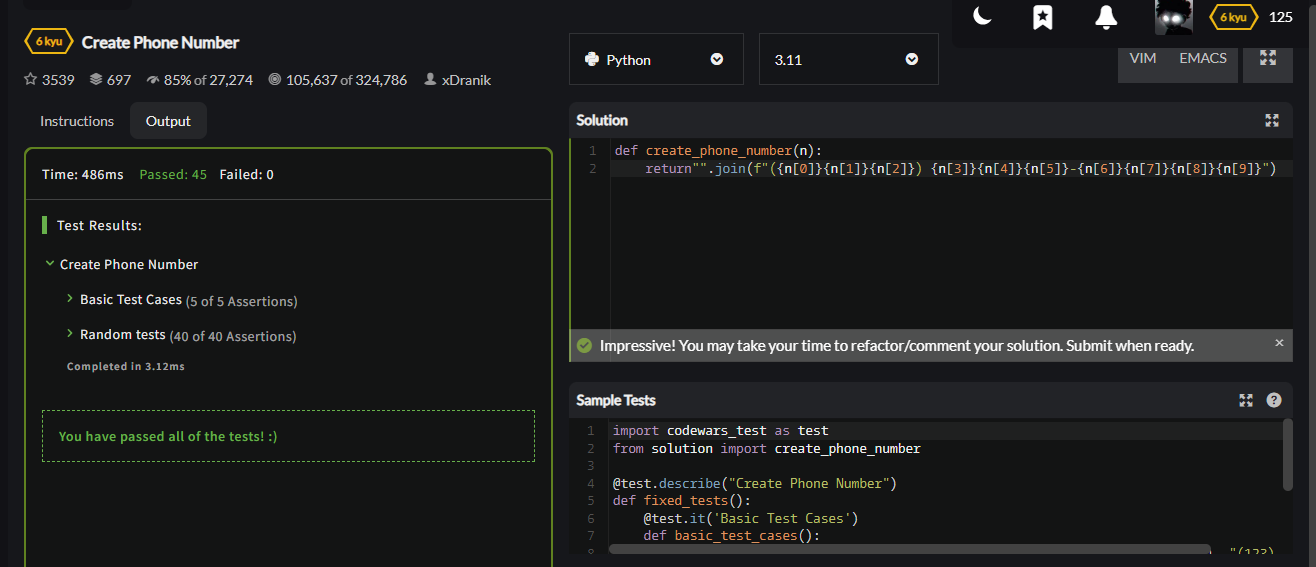 6 kyu Create Phone Number
3539 697 85% of 27,274 105,637 of 324,786 xDranik
Instructions Output
Time: 486ms Passed: 45 Failed: 0
Test Results:
Create Phone Number
Basic Test Cases (5 of 5 Assertions)
Random tests (40 of 40 Assertions)
Completed in 3.12ms
You have passed all of the tests! :)
6 kyu 125
Python 3.11 VIM EMACS
Solution
1 def create_phone_number(n):
2     return"".join(f"({n[0]}{n[1]}{n[2]}) {n[3]}{n[4]}{n[5]}-{n[6]}{n[7]}{n[8]}{n[9]}")
Impressive! You may take your time to refactor/comment your solution. Submit when ready. ×
Sample Tests ?
1 import codewars_test as test
2 from solution import create_phone_number
3
4 @test.describe("Create Phone Number")
5 def fixed_tests():
6     @test.it('Basic Test Cases')
7     def basic_test_cases():
8